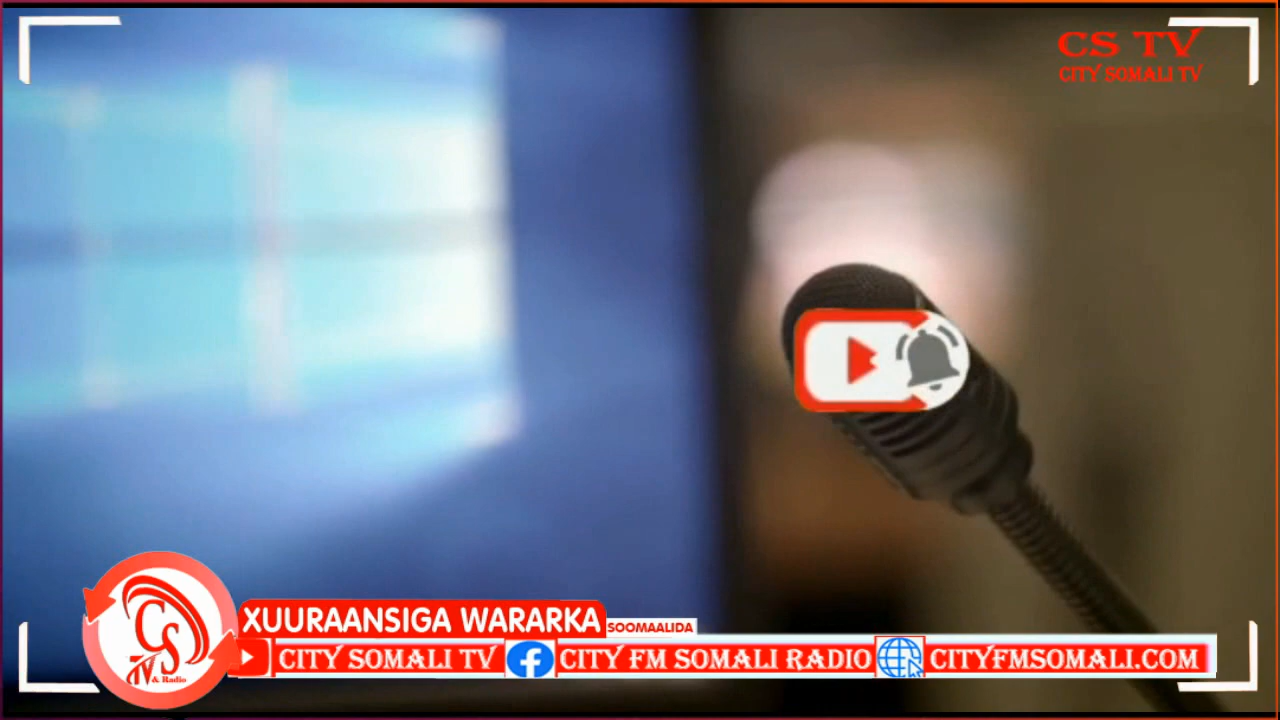 CS TV
CITY SOMALI TV
CS
TV & Radio
XUURAANSIGA WARARKA
SOOMAALIDA
CITY SOMALI TV CITY FM SOMALI RADIO CITYFMSOMALI.COM